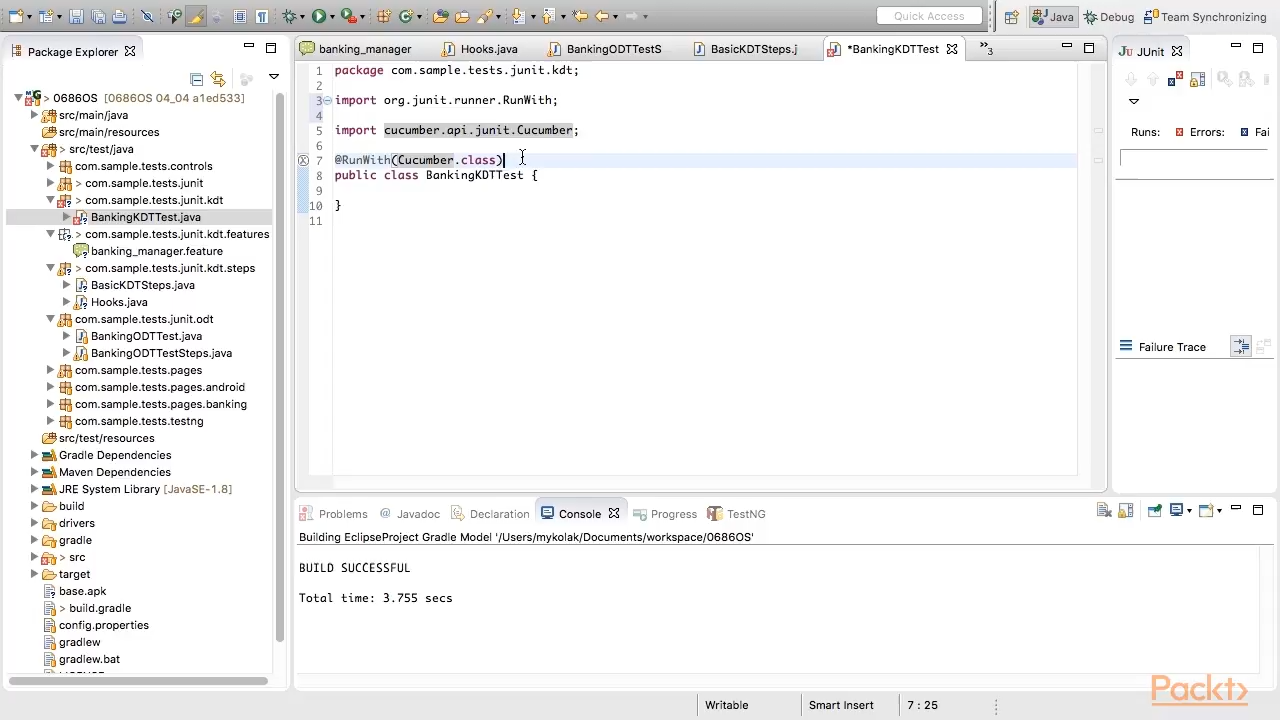 Quick Access
Java
Debug
Team Synchronizing
Package Explorer
banking_manager
Hooks.java
BankingODTTestS
BasicKDTSteps.j
*BankingKDTTest
3
JUnit
> 0686OS [0686OS 04_04 a1ed533]
src/main/java
src/main/resources
> src/test/java
com.sample.tests.controls
> com.sample.tests.junit
> com.sample.tests.junit.kdt
BankingKDTTest.java
> com.sample.tests.junit.kdt.features
banking_manager.feature
> com.sample.tests.junit.kdt.steps
BasicKDTSteps.java
Hooks.java
com.sample.tests.junit.odt
BankingODTTest.java
BankingODTTestSteps.java
com.sample.tests.pages
com.sample.tests.pages.android
com.sample.tests.pages.banking
com.sample.tests.testng
src/test/resources
Gradle Dependencies
Maven Dependencies
JRE System Library [JavaSE-1.8]
build
drivers
gradle
> src
target
base.apk
> build.gradle
config.properties
gradlew
gradlew.bat
1 package com.sample.tests.junit.kdt;
2
3 import org.junit.runner.RunWith;
4
5 import cucumber.api.junit.Cucumber;
6
7 @RunWith(Cucumber.class)
8 public class BankingKDTTest {
9
10 }
11
Runs:
Errors:
Fai
Failure Trace
Problems
@ Javadoc
Declaration
Console
Progress
TestNG
Building EclipseProject Gradle Model '/Users/mykolak/Documents/workspace/0686OS'
BUILD SUCCESSFUL
Total time: 3.755 secs
Writable
Smart Insert
7 : 25
Packt>